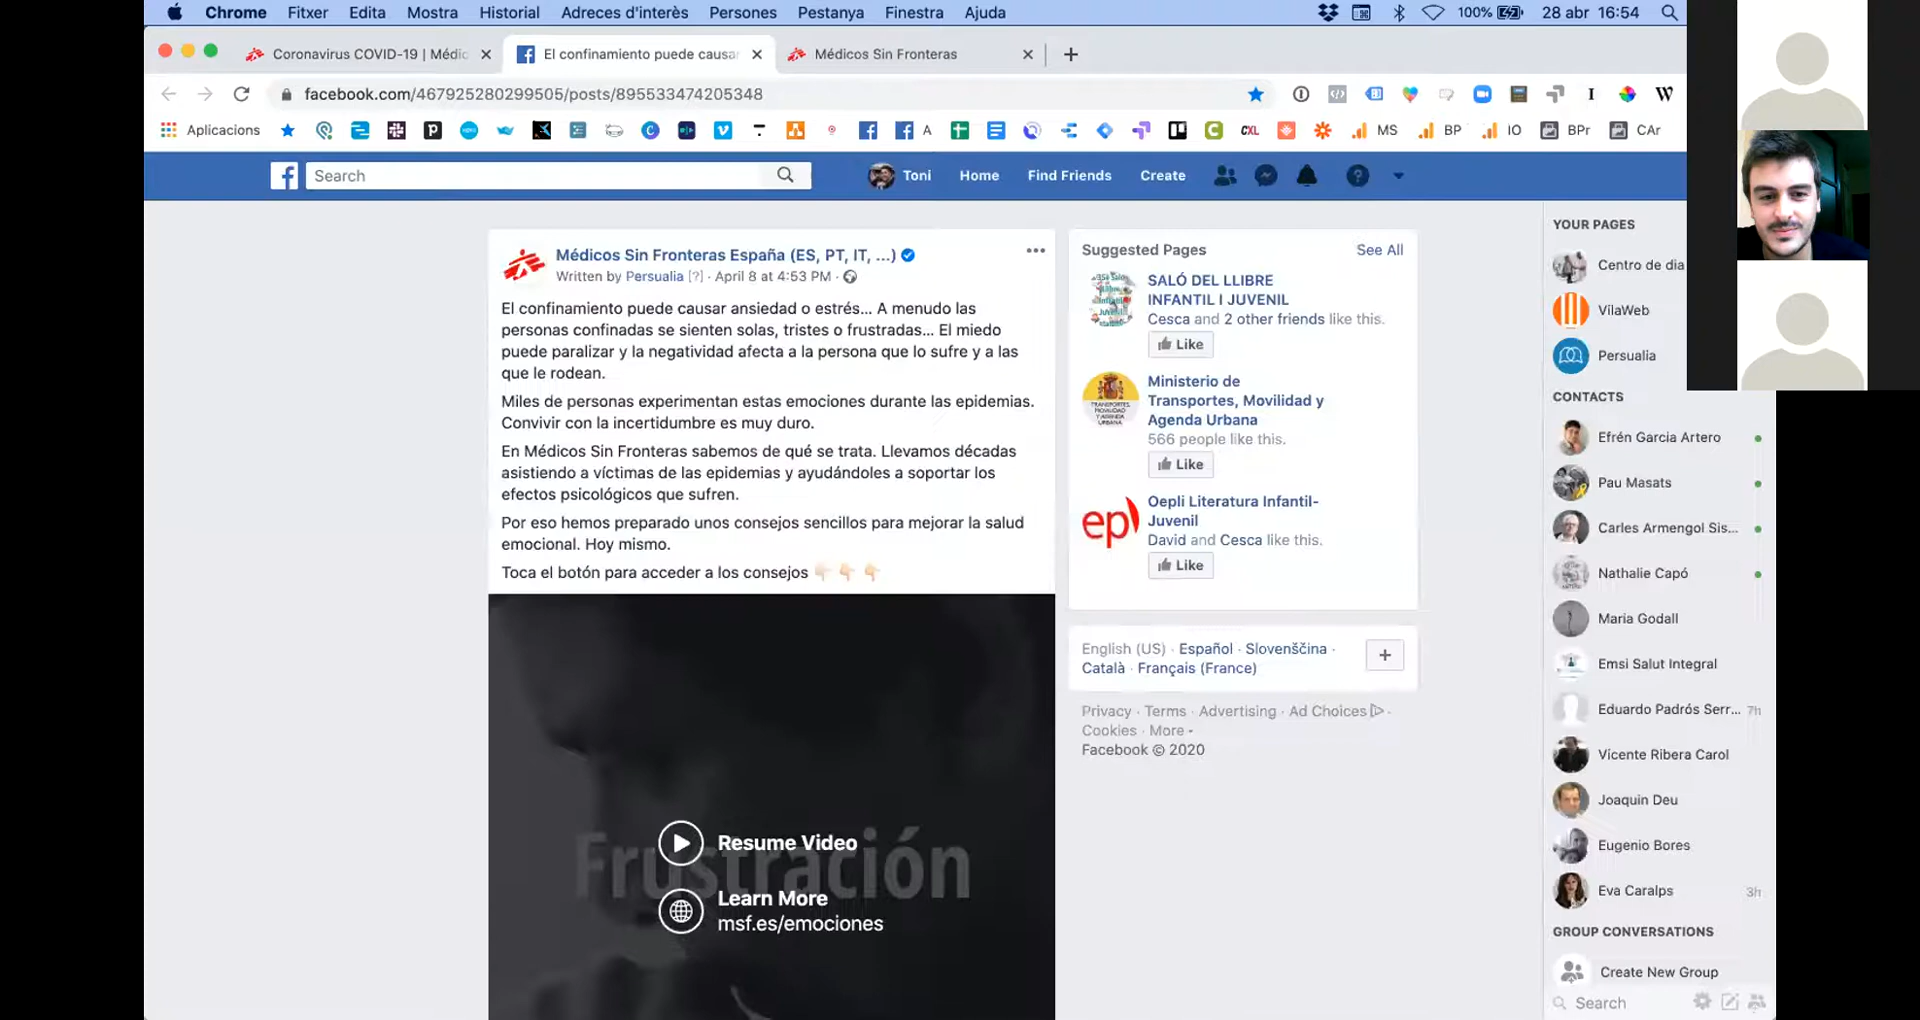 Chrome Fitxer Edita Mostra Historial Adreces d'interès Persones Pestanya Finestra Ajuda 100% 28 abr 16:54
Coronavirus COVID-19 | Médic El confinamiento puede causar Médicos Sin Fronteras
facebook.com/467925280299505/posts/895533474205348
Aplicacions A CXL MS BP IO BPr CAr
Search Toni Home Find Friends Create
Médicos Sin Fronteras España (ES, PT, IT, ...)
Written by Persualia [?] · April 8 at 4:53 PM ·
El confinamiento puede causar ansiedad o estrés... A menudo las
personas confinadas se sienten solas, tristes o frustradas... El miedo
puede paralizar y la negatividad afecta a la persona que lo sufre y a las
que le rodean.
Miles de personas experimentan estas emociones durante las epidemias.
Convivir con la incertidumbre es muy duro.
En Médicos Sin Fronteras sabemos de qué se trata. Llevamos décadas
asistiendo a víctimas de las epidemias y ayudándoles a soportar los
efectos psicológicos que sufren.
Por eso hemos preparado unos consejos sencillos para mejorar la salud
emocional. Hoy mismo.
Toca el botón para acceder a los consejos 👇🏻 👇🏻 👇🏻
Frustración
Resume Video
Learn More
msf.es/emociones
Suggested Pages See All
SALÓ DEL LLIBRE
INFANTIL I JUVENIL
Cesca and 2 other friends like this.
Like
TRANSPORTES,
MOVILIDAD
Y AGENDA
URBANA
Ministerio de
Transportes, Movilidad y
Agenda Urbana
566 people like this.
Like
epl
Oepli Literatura Infantil-
Juvenil
David and Cesca like this.
Like
English (US) · Español · Slovenščina ·
Català · Français (France)
Privacy · Terms · Advertising · Ad Choices ·
Cookies · More
Facebook © 2020
YOUR PAGES
Centro de dia
VilaWeb
Persualia
CONTACTS
Efrén Garcia Artero
Pau Masats
Carles Armengol Sis...
Nathalie Capó
Maria Godall
Emsi Salut Integral
Eduardo Padrós Serr... 7h
Vicente Ribera Carol
Joaquin Deu
Eugenio Bores
Eva Caralps 3h
GROUP CONVERSATIONS
Create New Group
Search